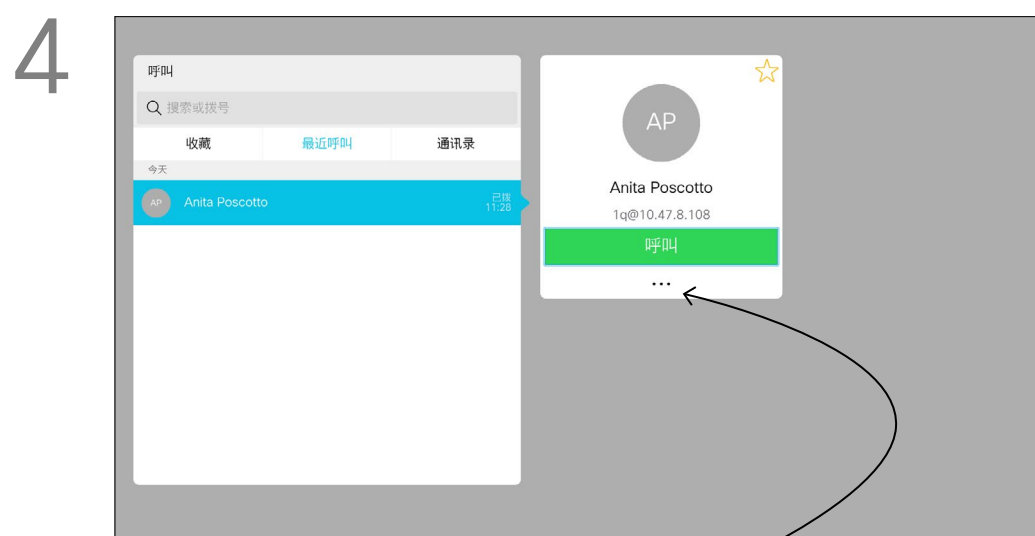 4
呼叫
搜索或拨号
收藏 最近呼叫 通讯录
今天
AP Anita Poscotto 已拨
11:28
AP
Anita Poscotto
1q@10.47.8.108
呼叫
...